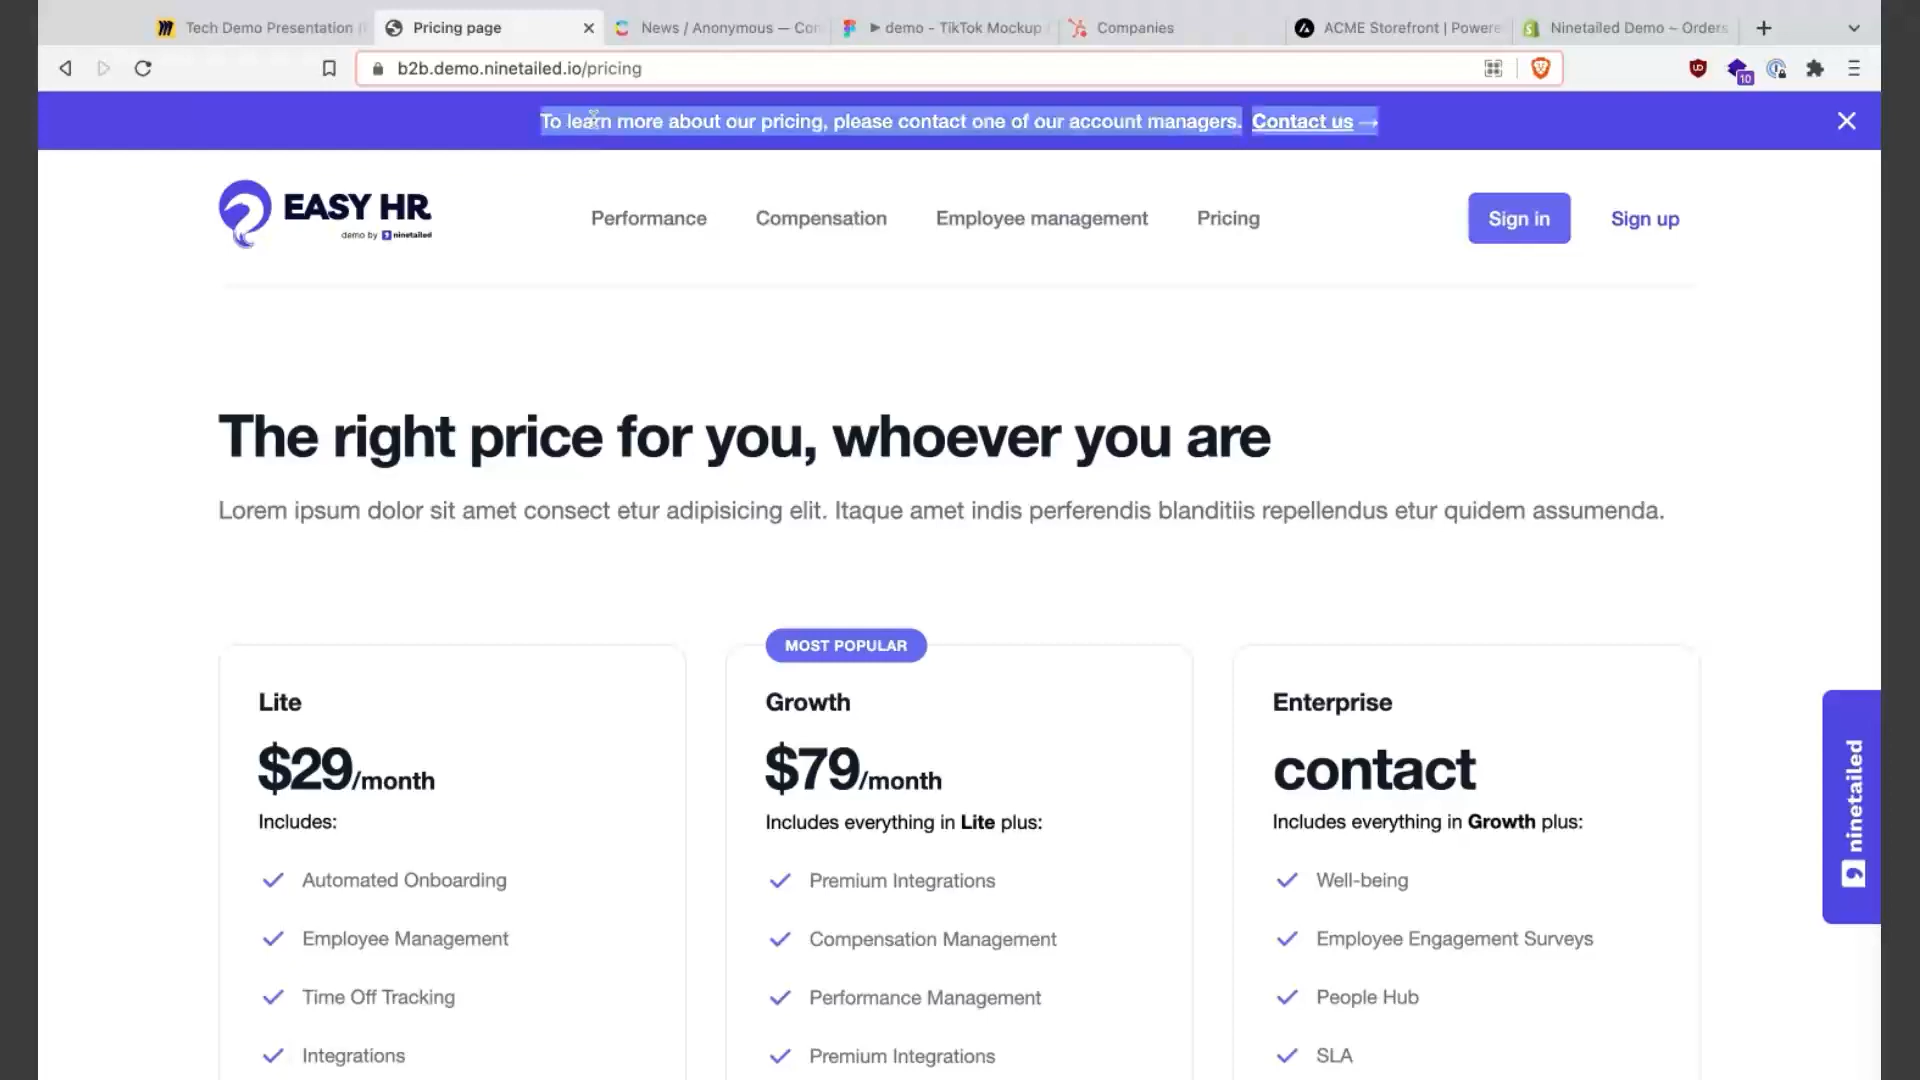 Tech Demo Presentation
Pricing page
News / Anonymous — Con
demo - TikTok Mockup
Companies
ACME Storefront | Powere
Ninetailed Demo ~ Orders
b2b.demo.ninetailed.io/pricing
10
To learn more about our pricing, please contact one of our account managers. Contact us →
EASY HR
demo by ninetailed
Performance
Compensation
Employee management
Pricing
Sign in
Sign up
The right price for you, whoever you are
Lorem ipsum dolor sit amet consect etur adipisicing elit. Itaque amet indis perferendis blanditiis repellendus etur quidem assumenda.
Lite
$29/month
Includes:
Automated Onboarding
Employee Management
Time Off Tracking
Integrations
MOST POPULAR
Growth
$79/month
Includes everything in Lite plus:
Premium Integrations
Compensation Management
Performance Management
Premium Integrations
Enterprise
contact
Includes everything in Growth plus:
Well-being
Employee Engagement Surveys
People Hub
SLA
ninetailed